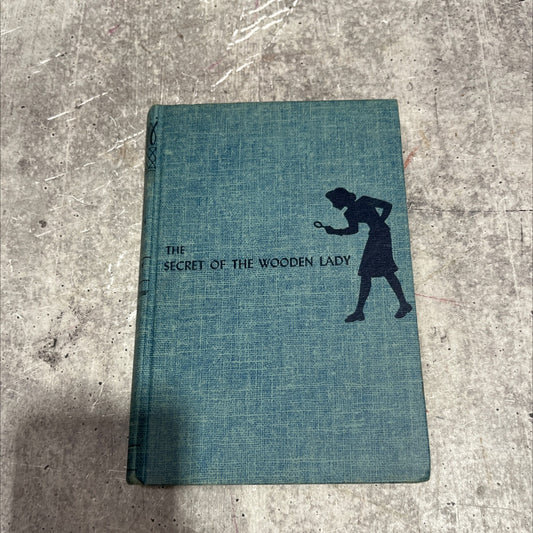 THE
SECRET OF THE WOODEN LADY